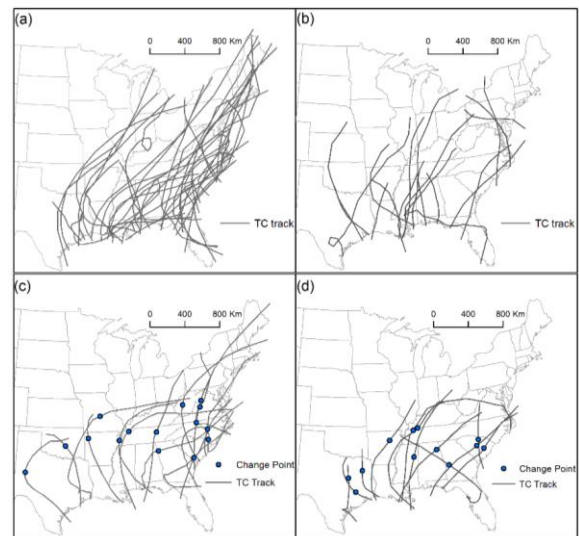 (a)
0 400 800 Km
TC track
(b)
0 400 800 Km
TC track
(c)
0 400 800 Km
Change Point
TC Track
(d)
0 400 800 Km
Change Point
TC Track